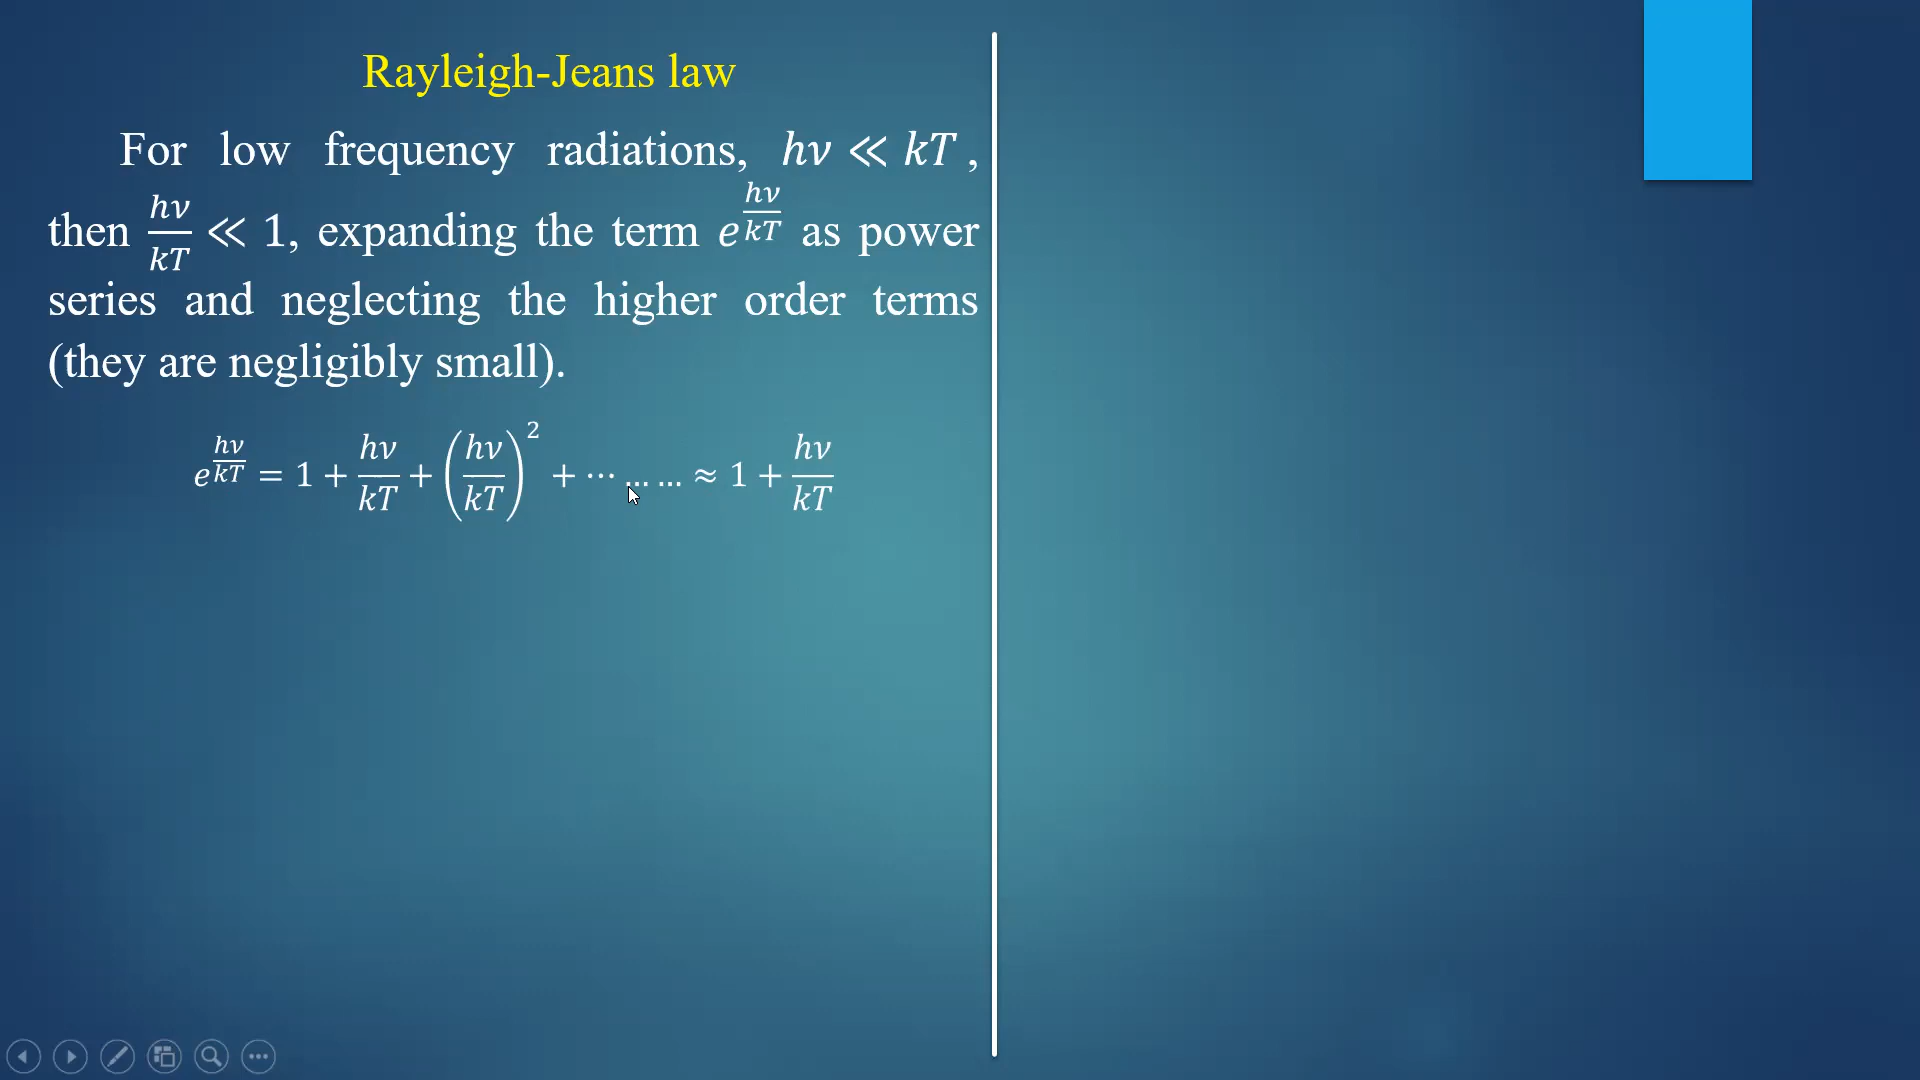 Rayleigh-Jeans law
For low frequency radiations, hν ≪ kT ,
then hν/kT ≪ 1, expanding the term e^(hν/kT) as power
series and neglecting the higher order terms
(they are negligibly small).
e^(hν/kT) = 1 + hν/kT + (hν/kT)^2 + ⋯ … … ≈ 1 + hν/kT